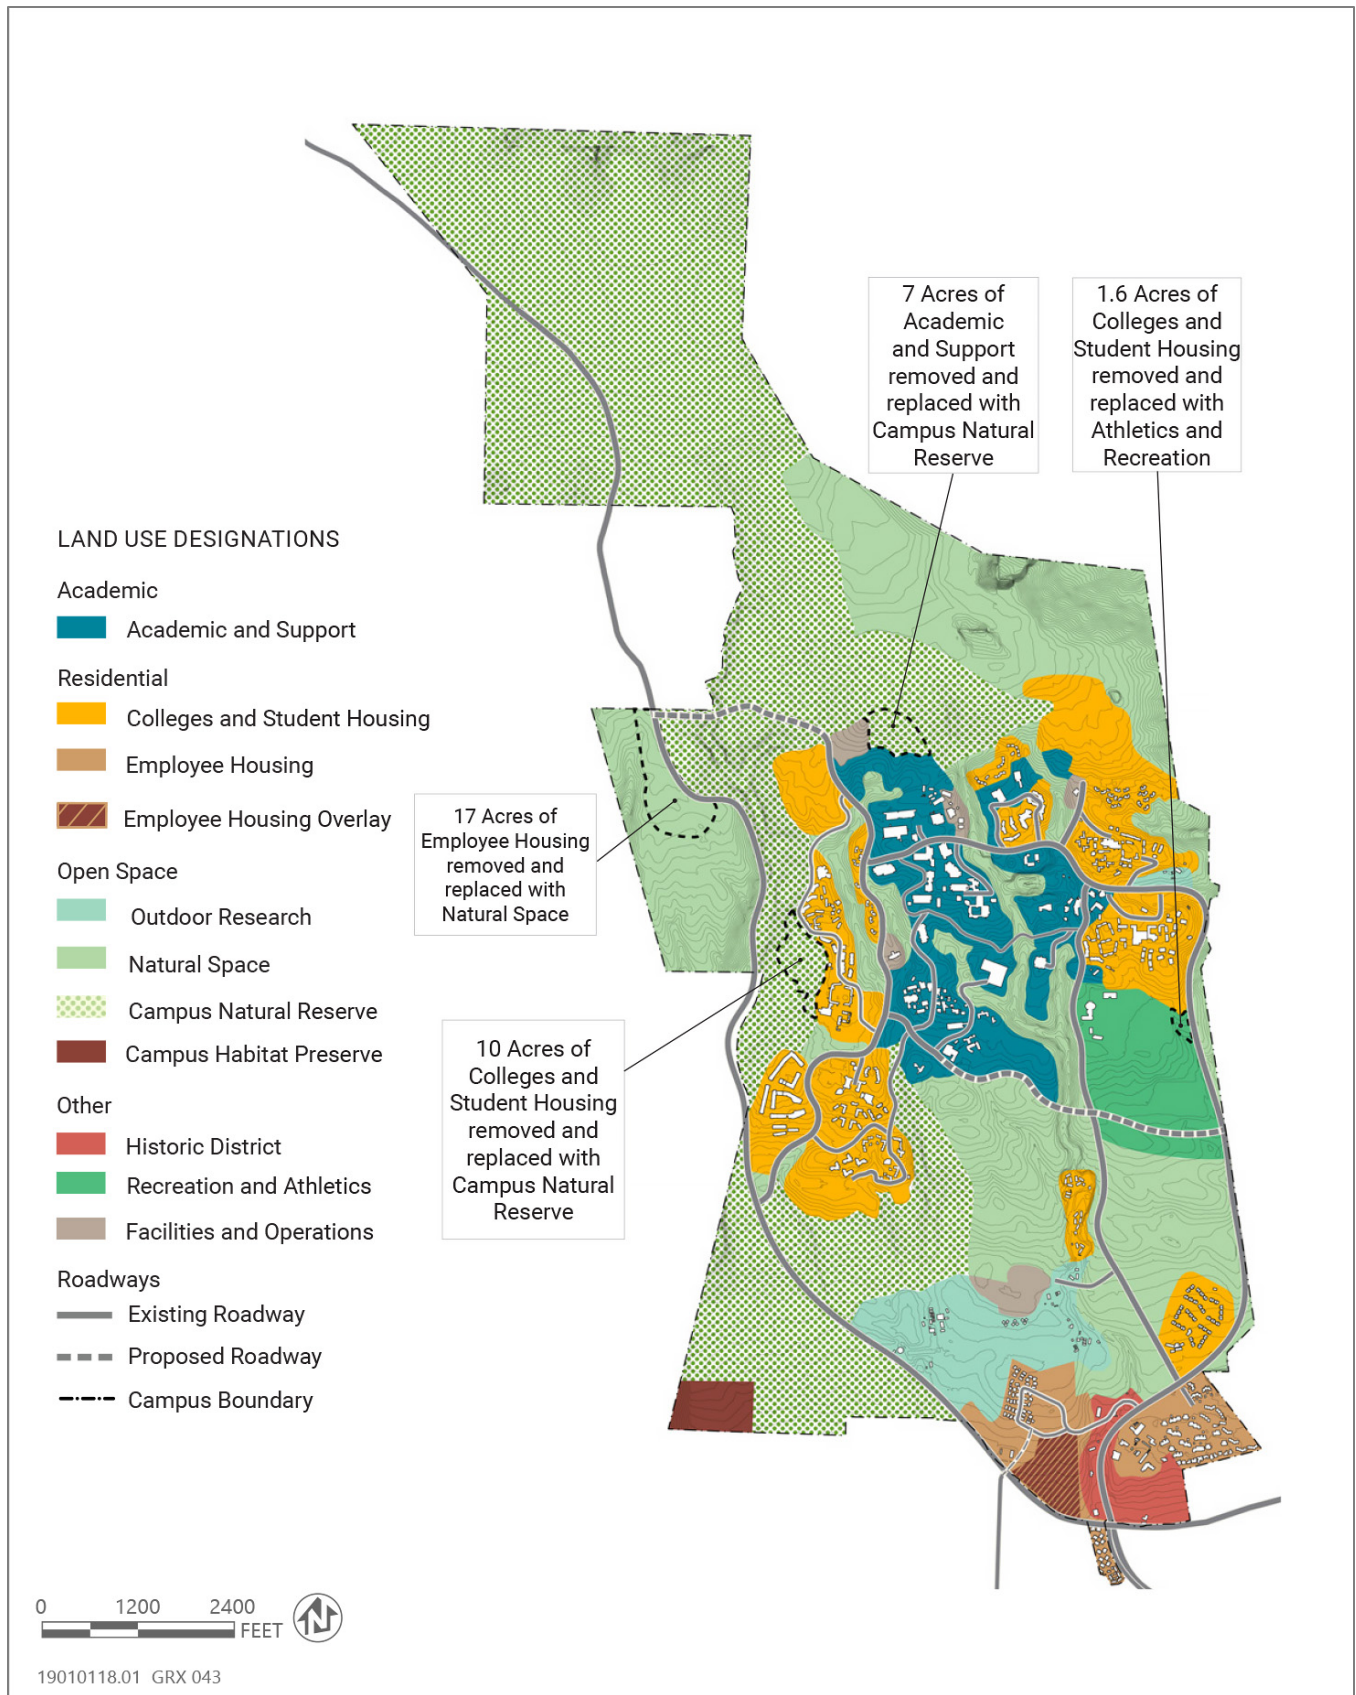 7 Acres of
Academic
and Support
removed and
replaced with
Campus Natural
Reserve
1.6 Acres of
Colleges and
Student Housing
removed and
replaced with
Athletics and
Recreation
LAND USE DESIGNATIONS
Academic
Academic and Support
Residential
Colleges and Student Housing
Employee Housing
Employee Housing Overlay
Open Space
Outdoor Research
Natural Space
Campus Natural Reserve
Campus Habitat Preserve
Other
Historic District
Recreation and Athletics
Facilities and Operations
Roadways
Existing Roadway
Proposed Roadway
Campus Boundary
17 Acres of
Employee Housing
removed and
replaced with
Natural Space
10 Acres of
Colleges and
Student Housing
removed and
replaced with
Campus Natural
Reserve
0 1200 2400
FEET
N
19010118.01 GRX 043